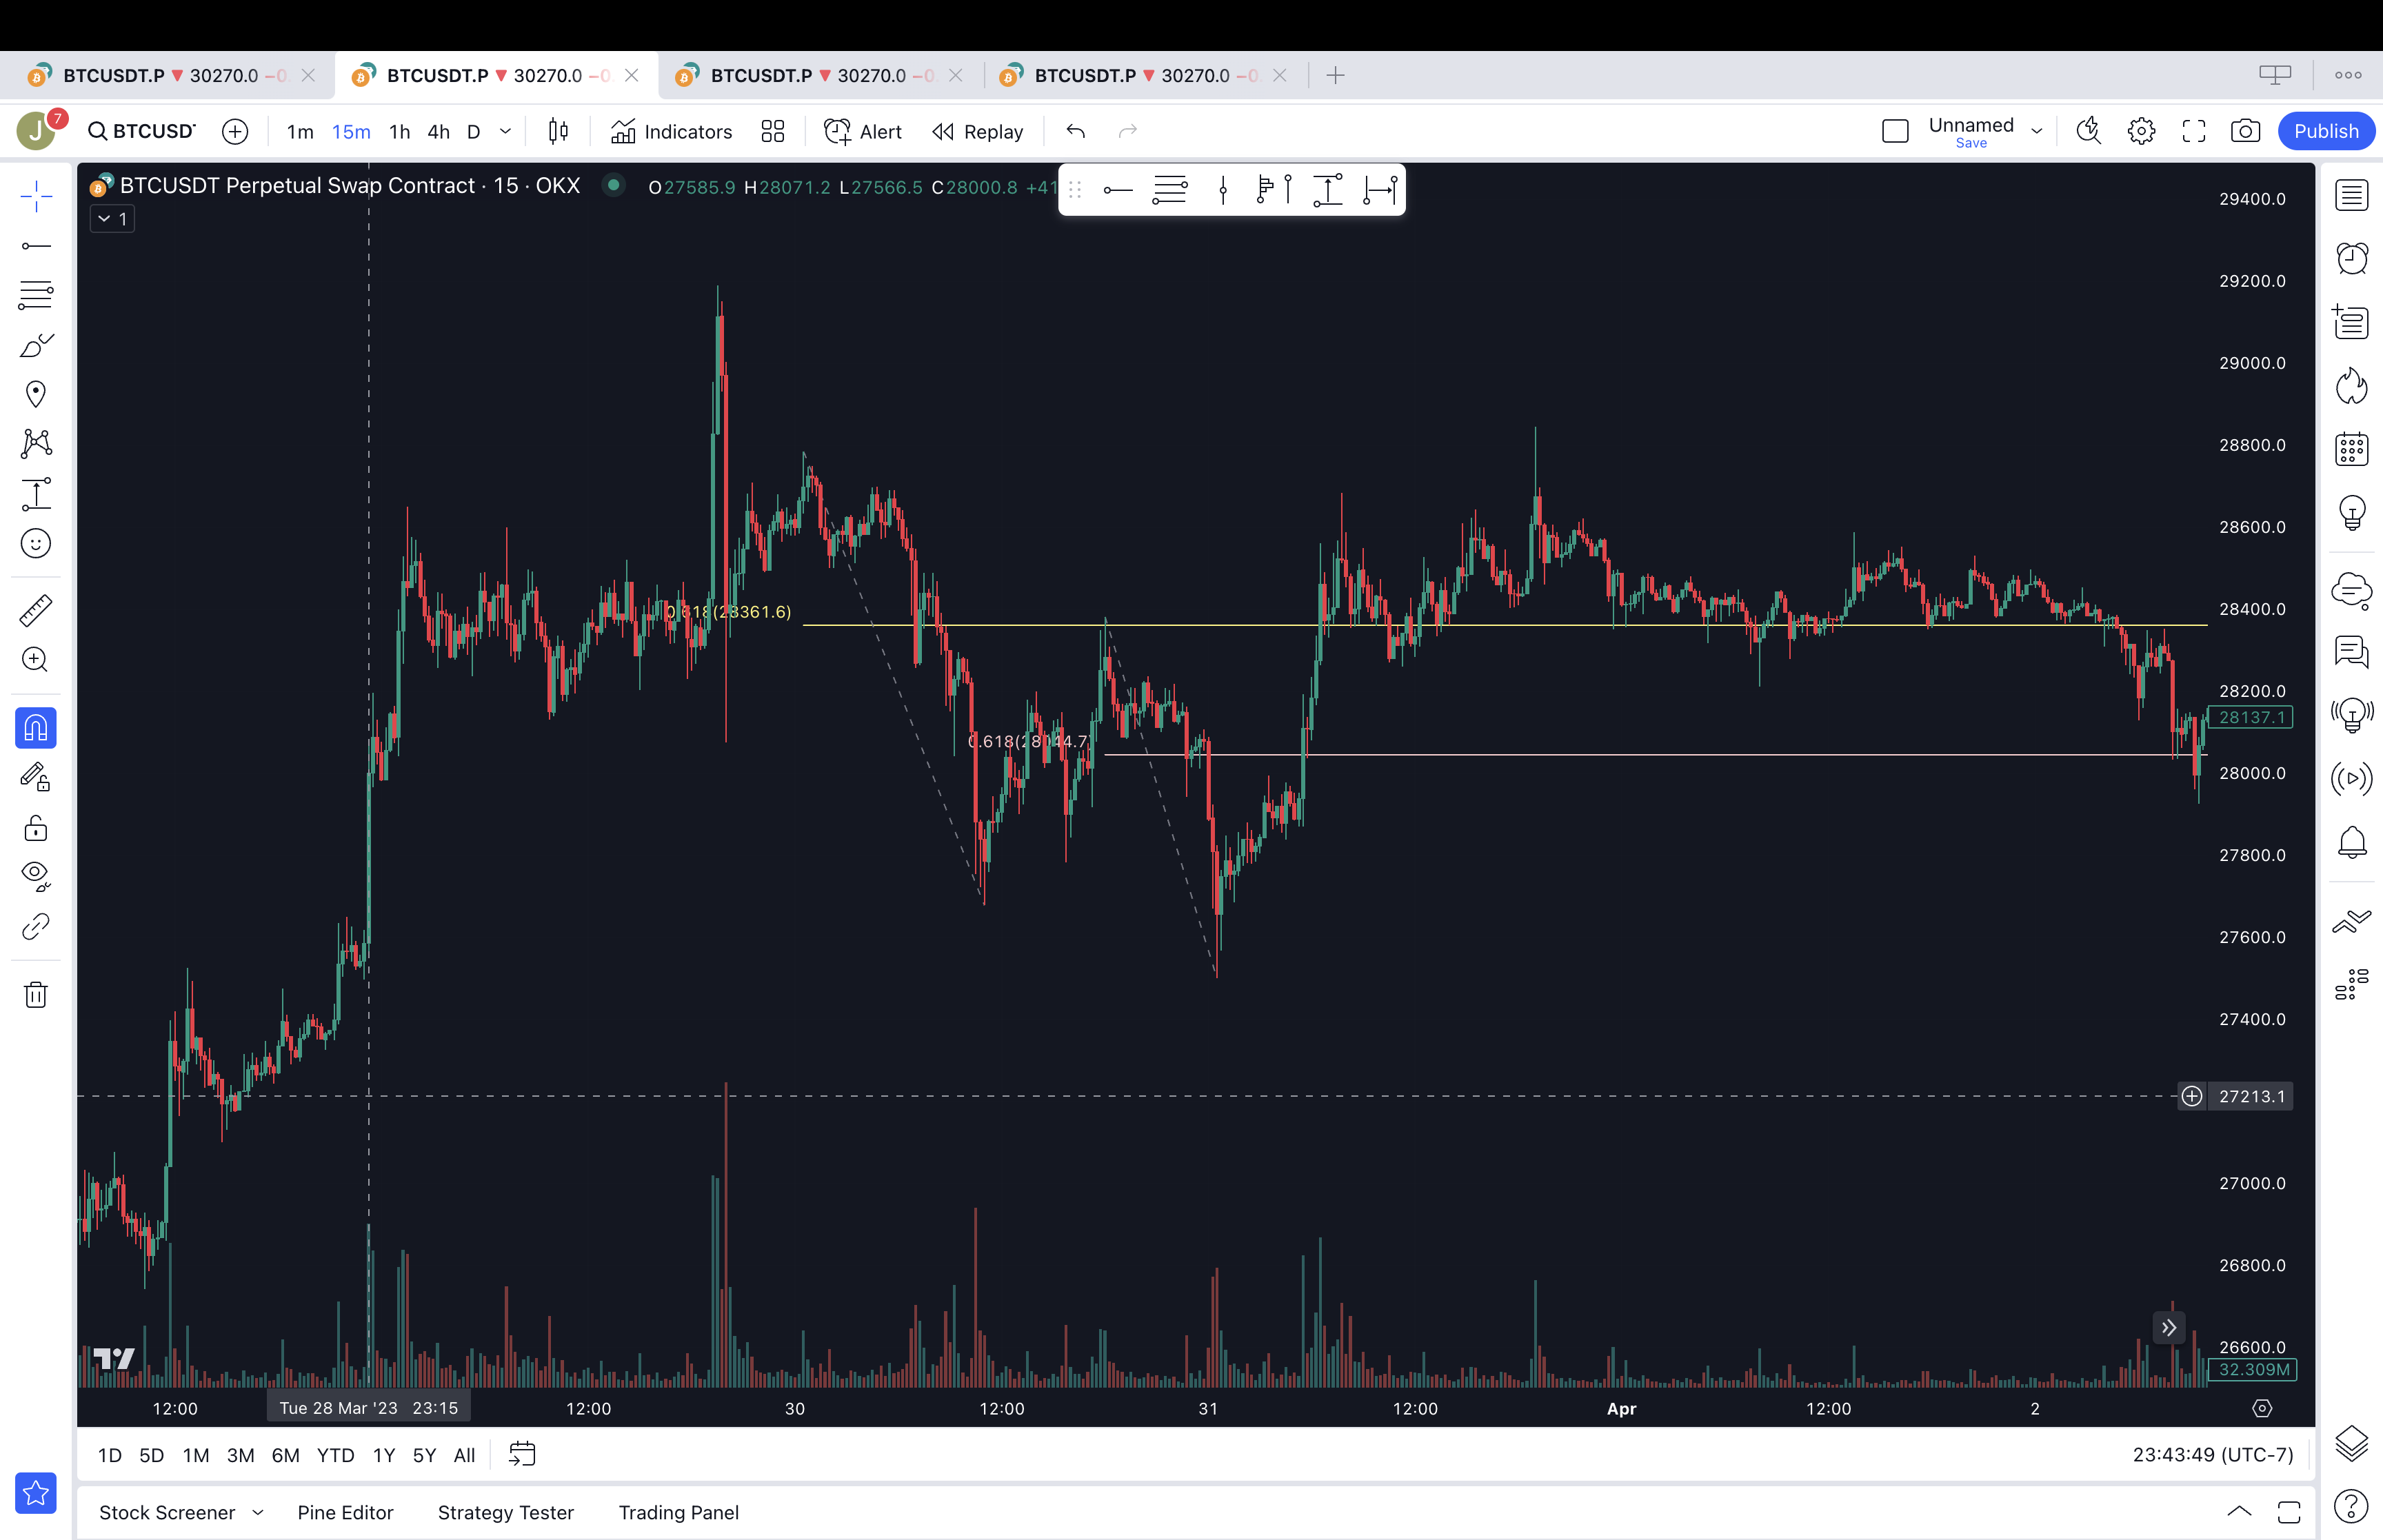 BTCUSDT.P 30270.0 −0
BTCUSDT.P 30270.0 −0.
BTCUSDT.P 30270.0 −0.
BTCUSDT.P 30270.0 −0.
J 7 BTCUSDT 1m 15m 1h 4h D Indicators Alert Replay Unnamed Save Publish
BTCUSDT Perpetual Swap Contract · 15 · OKX O27585.9 H28071.2 L27566.5 C28000.8 +41
1
29400.0
29200.0
29000.0
28800.0
28600.0
0.618(28361.6)
28400.0
28200.0
28137.1
0.618(28044.7)
28000.0
27800.0
27600.0
27400.0
27213.1
27000.0
26800.0
26600.0
32.309M
12:00 Tue 28 Mar '23 23:15 12:00 30 12:00 31 12:00 Apr 12:00 2
1D 5D 1M 3M 6M YTD 1Y 5Y All 23:43:49 (UTC-7)
Stock Screener Pine Editor Strategy Tester Trading Panel